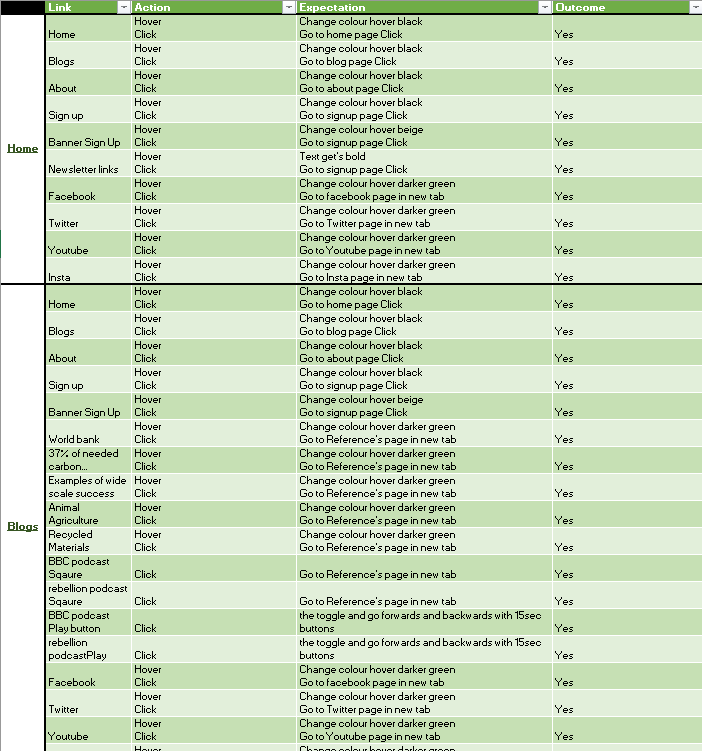 Link Action Expectation Outcome
Hover Change colour hover black
Home Click Go to home page Click Yes
Hover Change colour hover black
Blogs Click Go to blog page Click Yes
Hover Change colour hover black
About Click Go to about page Click Yes
Hover Change colour hover black
Sign up Click Go to signup page Click Yes
Hover Change colour hover beige
Banner Sign Up Click Go to signup page Click Yes
Home
Hover Text get's bold
Newsletter links Click Go to signup page Click Yes
Hover Change colour hover darker green
Facebook Click Go to facebook page in new tab Yes
Hover Change colour hover darker green
Twitter Click Go to Twitter page in new tab Yes
Hover Change colour hover darker green
Youtube Click Go to Youtube page in new tab Yes
Hover Change colour hover darker green
Insta Click Go to Insta page in new tab Yes
Hover Change colour hover black
Home Click Go to home page Click Yes
Hover Change colour hover black
Blogs Click Go to blog page Click Yes
Hover Change colour hover black
About Click Go to about page Click Yes
Hover Change colour hover black
Sign up Click Go to signup page Click Yes
Hover Change colour hover beige
Banner Sign Up Click Go to signup page Click Yes
Hover Change colour hover darker green
World bank Click Go to Reference's page in new tab Yes
37% of needed Hover Change colour hover darker green
carbon... Click Go to Reference's page in new tab Yes
Examples of wide Hover Change colour hover darker green
scale success Click Go to Reference's page in new tab Yes
Animal Hover Change colour hover darker green
Agriculture Click Go to Reference's page in new tab Yes
Blogs
Recycled Hover Change colour hover darker green
Materials Click Go to Reference's page in new tab Yes
BBC podcast
Sqaure Click Go to Reference's page in new tab Yes
rebellion podcast
Sqaure Click Go to Reference's page in new tab Yes
BBC podcast the toggle and go forwards and backwards with 15sec
Play button Click buttons Yes
rebellion the toggle and go forwards and backwards with 15sec
podcastPlay Click buttons Yes
Hover Change colour hover darker green
Facebook Click Go to facebook page in new tab Yes
Hover Change colour hover darker green
Twitter Click Go to Twitter page in new tab Yes
Hover Change colour hover darker green
Youtube Click Go to Youtube page in new tab Yes
Hover Change colour hover darker green